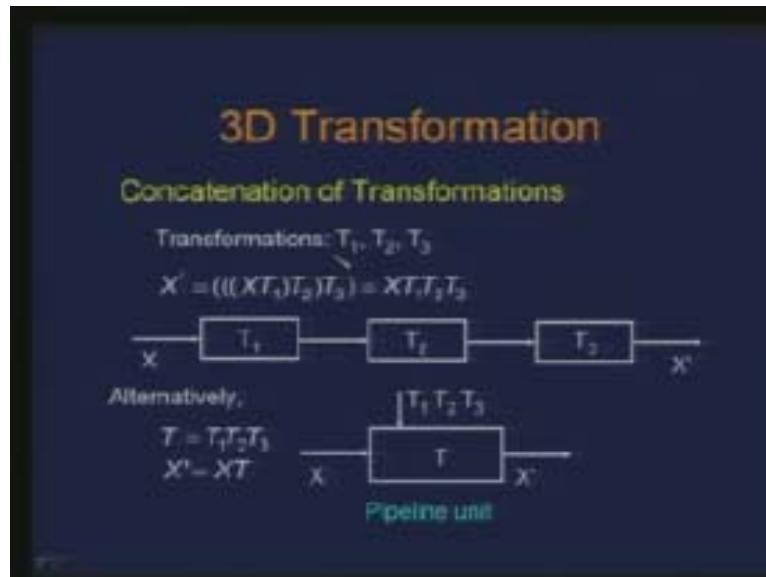 3D Transformation
Concatenation of Transformations
Transformations: T₁, T₂, T₃
X' = (((XT₁)T₂)T₃) = XT₁T₂T₃
T₁ T₂ T₃
X X'
Alternatively,
T₁ T₂ T₃
T = T₁T₂T₃
T
X' = XT
X X'
Pipeline unit